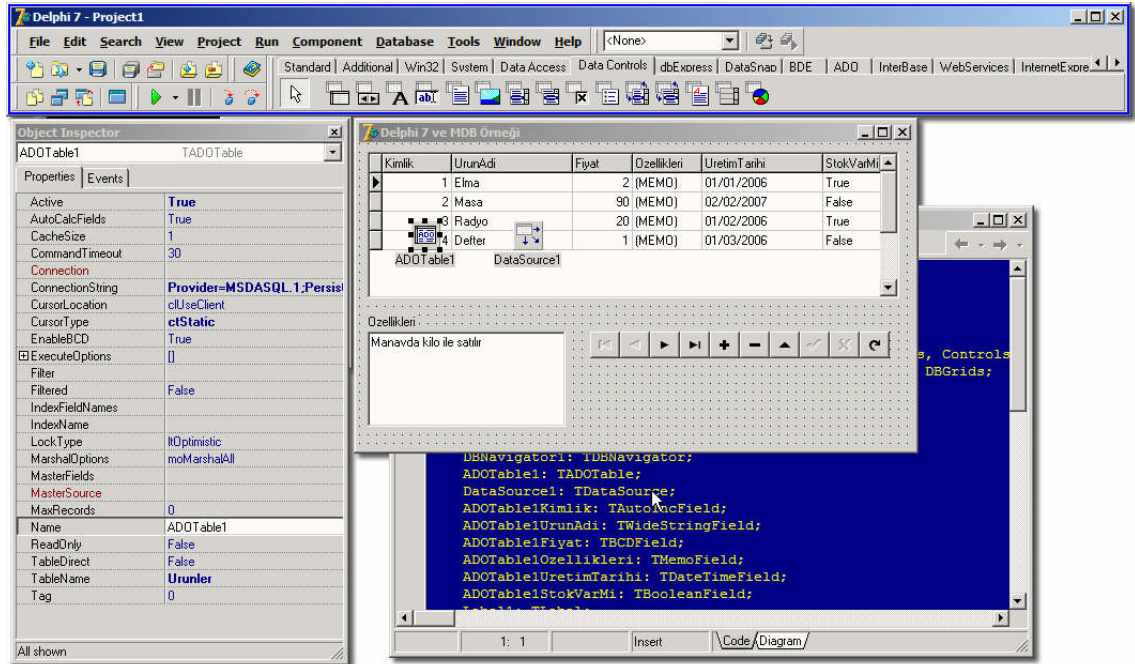 Delphi 7 - Project1
File Edit Search View Project Run Component Database Tools Window Help <None>
Standard Additional Win32 System Data Access Data Controls dbExpress DataSnap BDE ADO InterBase WebServices InternetExpre
Object Inspector
ADOTable1 TADOTable
Properties Events
Active True
AutoCalcFields True
CacheSize 1
CommandTimeout 30
Connection
ConnectionString Provider=MSDASQL.1;Persist
CursorLocation clUseClient
CursorType ctStatic
EnableBCD True
ExecuteOptions []
Filter
Filtered False
IndexFieldNames
IndexName
LockType ltOptimistic
MarshalOptions moMarshalAll
MasterFields
MasterSource
MaxRecords 0
Name ADOTable1
ReadOnly False
TableDirect False
TableName Urunler
Tag 0
All shown
Delphi 7 ve MDB Örneği
Kimlik UrunAdi Fiyat Ozellikleri UretimTarihi StokVarMi
1 Elma 2 (MEMO) 01/01/2006 True
2 Masa 90 (MEMO) 02/02/2007 False
3 Radyo 20 (MEMO) 01/02/2006 True
4 Defter 1 (MEMO) 01/03/2006 False
ADOTable1 DataSource1
Ozellikleri
Manavda kilo ile satılır
s, Controls
DBGrids;
DBNavigator1: TDBNavigator;
ADOTable1: TADOTable;
DataSource1: TDataSource;
ADOTable1Kimlik: TAutoIncField;
ADOTable1UrunAdi: TWideStringField;
ADOTable1Fiyat: TBCDField;
ADOTable1Ozellikleri: TMemoField;
ADOTable1UretimTarihi: TDateTimeField;
ADOTable1StokVarMi: TBooleanField;
Label1: TLabel;
1: 1 Insert Code Diagram